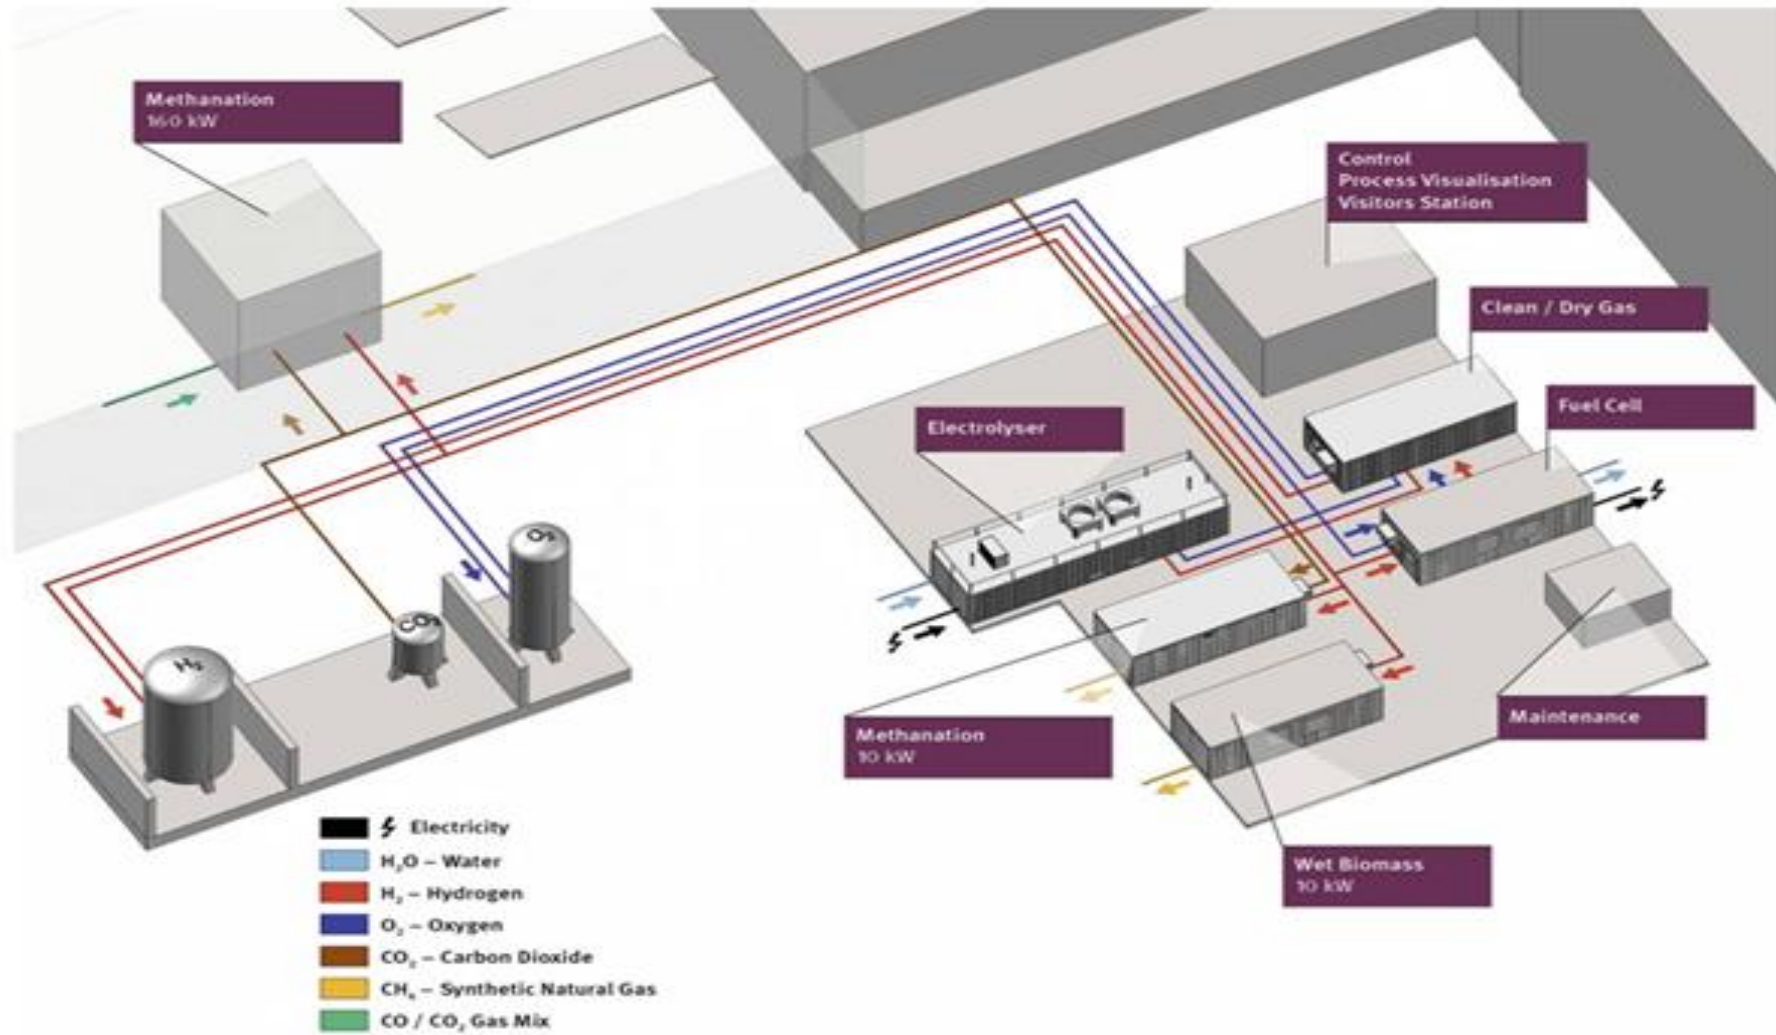 Methanation
160 kW
Control
Process Visualisation
Visitors Station
Clean / Dry Gas
Fuel Cell
Electrolyser
H₂
CO₂
O₂
Methanation
10 kW
Maintenance
Wet Biomass
10 kW
Electricity
H₂O – Water
H₂ – Hydrogen
O₂ – Oxygen
CO₂ – Carbon Dioxide
CH₄ – Synthetic Natural Gas
CO / CO₂ Gas Mix